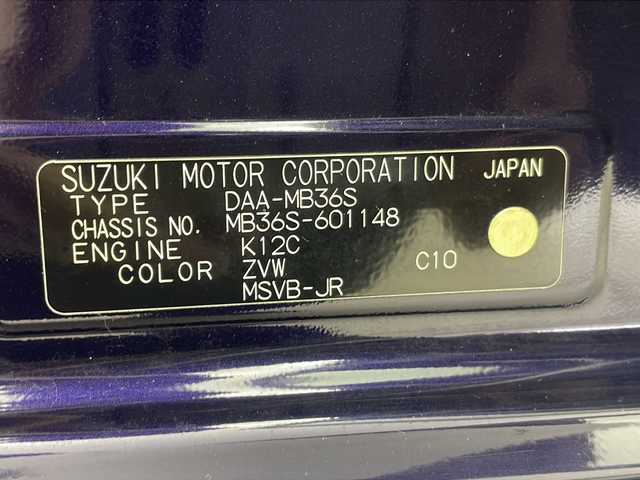 SUZUKI MOTOR CORPORATION JAPAN
TYPE DAA-MB36S
CHASSIS NO. MB36S-601148
ENGINE K12C
COLOR ZVW C10
MSVB-JR